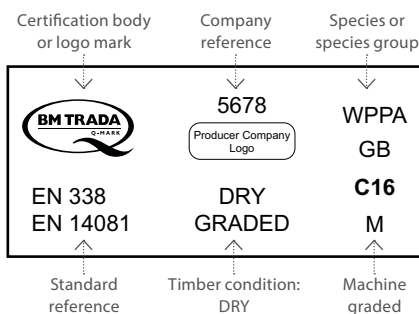 Certification body
or logo mark
Company
reference
Species or
species group
BM TRADA
Q-MARK
5678
Producer Company
Logo
WPPA
GB
C16
M
EN 338
EN 14081
DRY
GRADED
Standard
reference
Timber condition:
DRY
Machine
graded